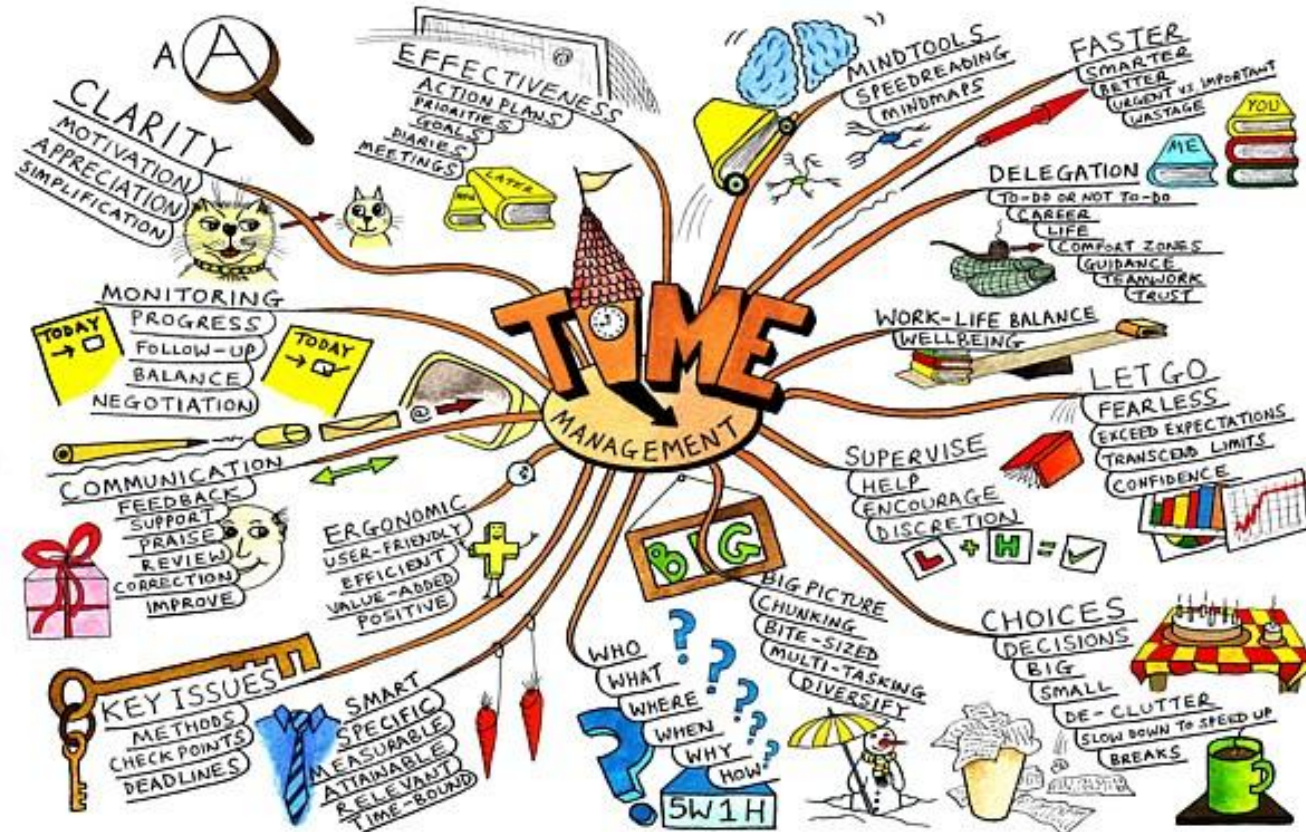 TIME
MANAGEMENT
A
A
CLARITY
MOTIVATION
APPRECIATION
SIMPLIFICATION
EFFECTIVENESS
ACTION PLANS
PRIORITIES
GOALS
DIARIES
MEETINGS
LATER
MINDTOOLS
SPEEDREADING
MINDMAPS
FASTER
SMARTER
BETTER
URGENT VS IMPORTANT
WASTAGE
YOU
ME
DELEGATION
TO-DO OR NOT TO-DO
CAREER
LIFE
COMFORT ZONES
GUIDANCE
TEAMWORK
TRUST
WORK-LIFE BALANCE
WELLBEING
LET GO
FEARLESS
EXCEED EXPECTATIONS
TRANSCEND LIMITS
CONFIDENCE
SUPERVISE
HELP
ENCOURAGE
DISCRETION
L + H =
CHOICES
DECISIONS
BIG
SMALL
DE-CLUTTER
SLOW DOWN TO SPEED UP
BREAKS
BIG
BIG PICTURE
CHUNKING
BITE-SIZED
MULTI-TASKING
DIVERSIFY
WHO
WHAT
WHERE
WHEN
WHY
HOW
? ? ? ? ? ? ?
5W1H
SMART
SPECIFIC
MEASURABLE
ATTAINABLE
RELEVANT
TIME-BOUND
KEY ISSUES
METHODS
CHECK POINTS
DEADLINES
ERGONOMIC
USER-FRIENDLY
EFFICIENT
VALUE-ADDED
POSITIVE
COMMUNICATION
FEEDBACK
SUPPORT
PRAISE
REVIEW
CORRECTION
IMPROVE
@
MONITORING
PROGRESS
FOLLOW-UP
BALANCE
NEGOTIATION
TODAY
TODAY